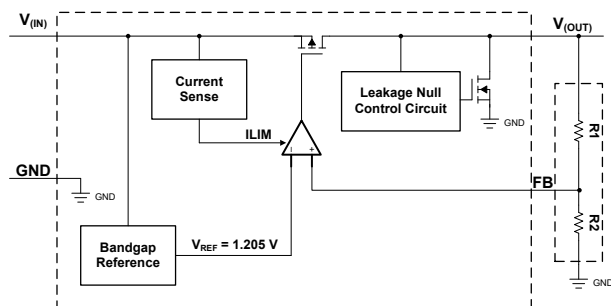 V(IN)
V(OUT)
Current
Sense
Leakage Null
Control Circuit
GND
R1
ILIM
GND
GND
- +
FB
R2
Bandgap
Reference
VREF = 1.205 V
GND